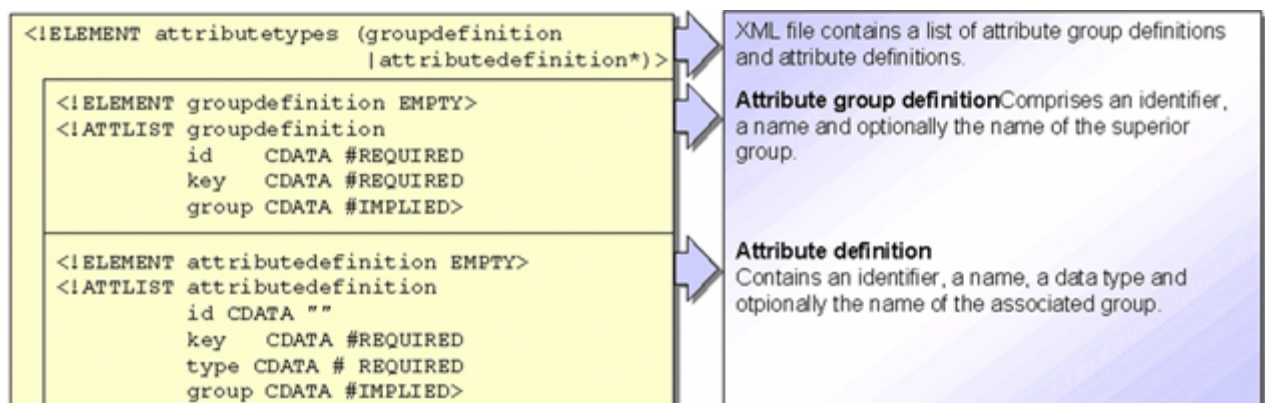 <!ELEMENT attributetypes (groupdefinition
|attributedefinition*)>
<!ELEMENT groupdefinition EMPTY>
<!ATTLIST groupdefinition
id CDATA #REQUIRED
key CDATA #REQUIRED
group CDATA #IMPLIED>
<!ELEMENT attributedefinition EMPTY>
<!ATTLIST attributedefinition
id CDATA ""
key CDATA #REQUIRED
type CDATA # REQUIRED
group CDATA #IMPLIED>
XML file contains a list of attribute group definitions
and attribute definitions.
Attribute group definitionComprises an identifier,
a name and optionally the name of the superior
group.
Attribute definition
Contains an identifier, a name, a data type and
otpionally the name of the associated group.